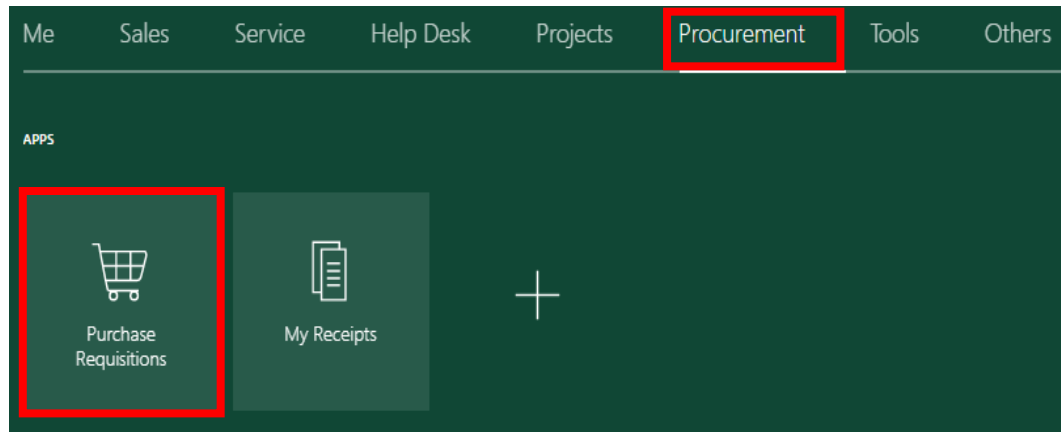 Me Sales Service Help Desk Projects Procurement Tools Others
APPS
Purchase
Requisitions
My Receipts